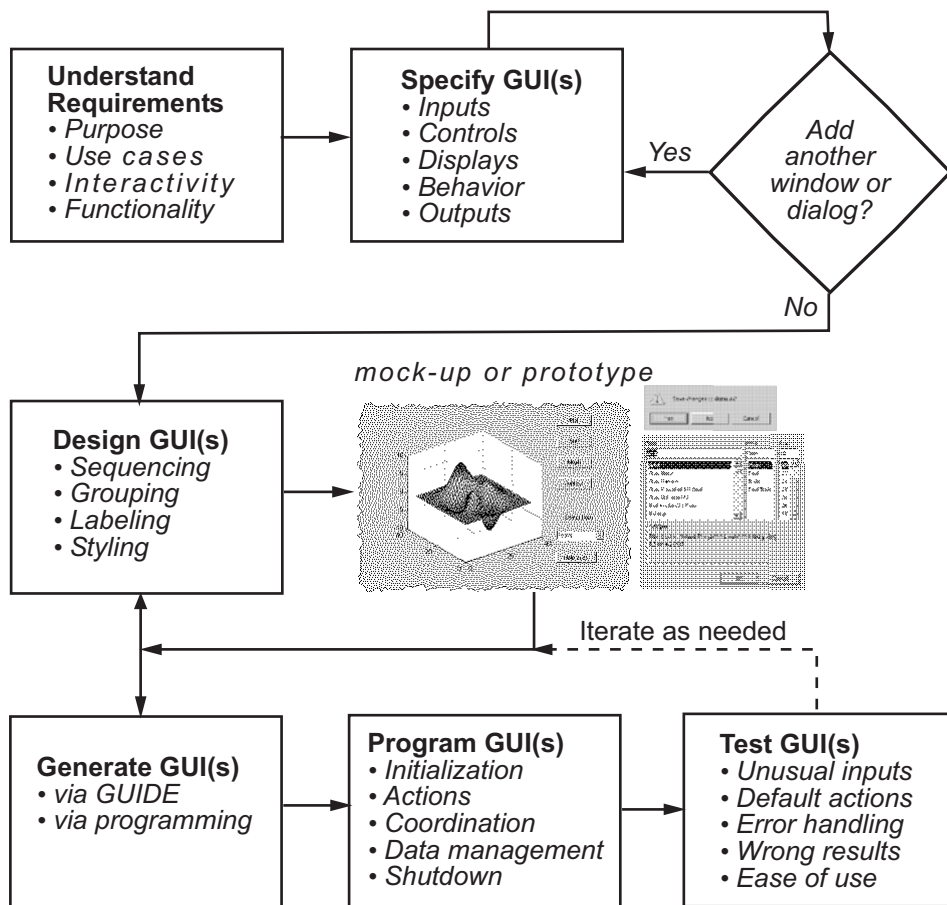 Understand
Requirements
• Purpose
• Use cases
• Interactivity
• Functionality
Specify GUI(s)
• Inputs
• Controls
• Displays
• Behavior
• Outputs
Yes
Add
another
window or
dialog?
No
mock-up or prototype
Design GUI(s)
• Sequencing
• Grouping
• Labeling
• Styling
Cancel
Iterate as needed
Generate GUI(s)
• via GUIDE
• via programming
Program GUI(s)
• Initialization
• Actions
• Coordination
• Data management
• Shutdown
Test GUI(s)
• Unusual inputs
• Default actions
• Error handling
• Wrong results
• Ease of use